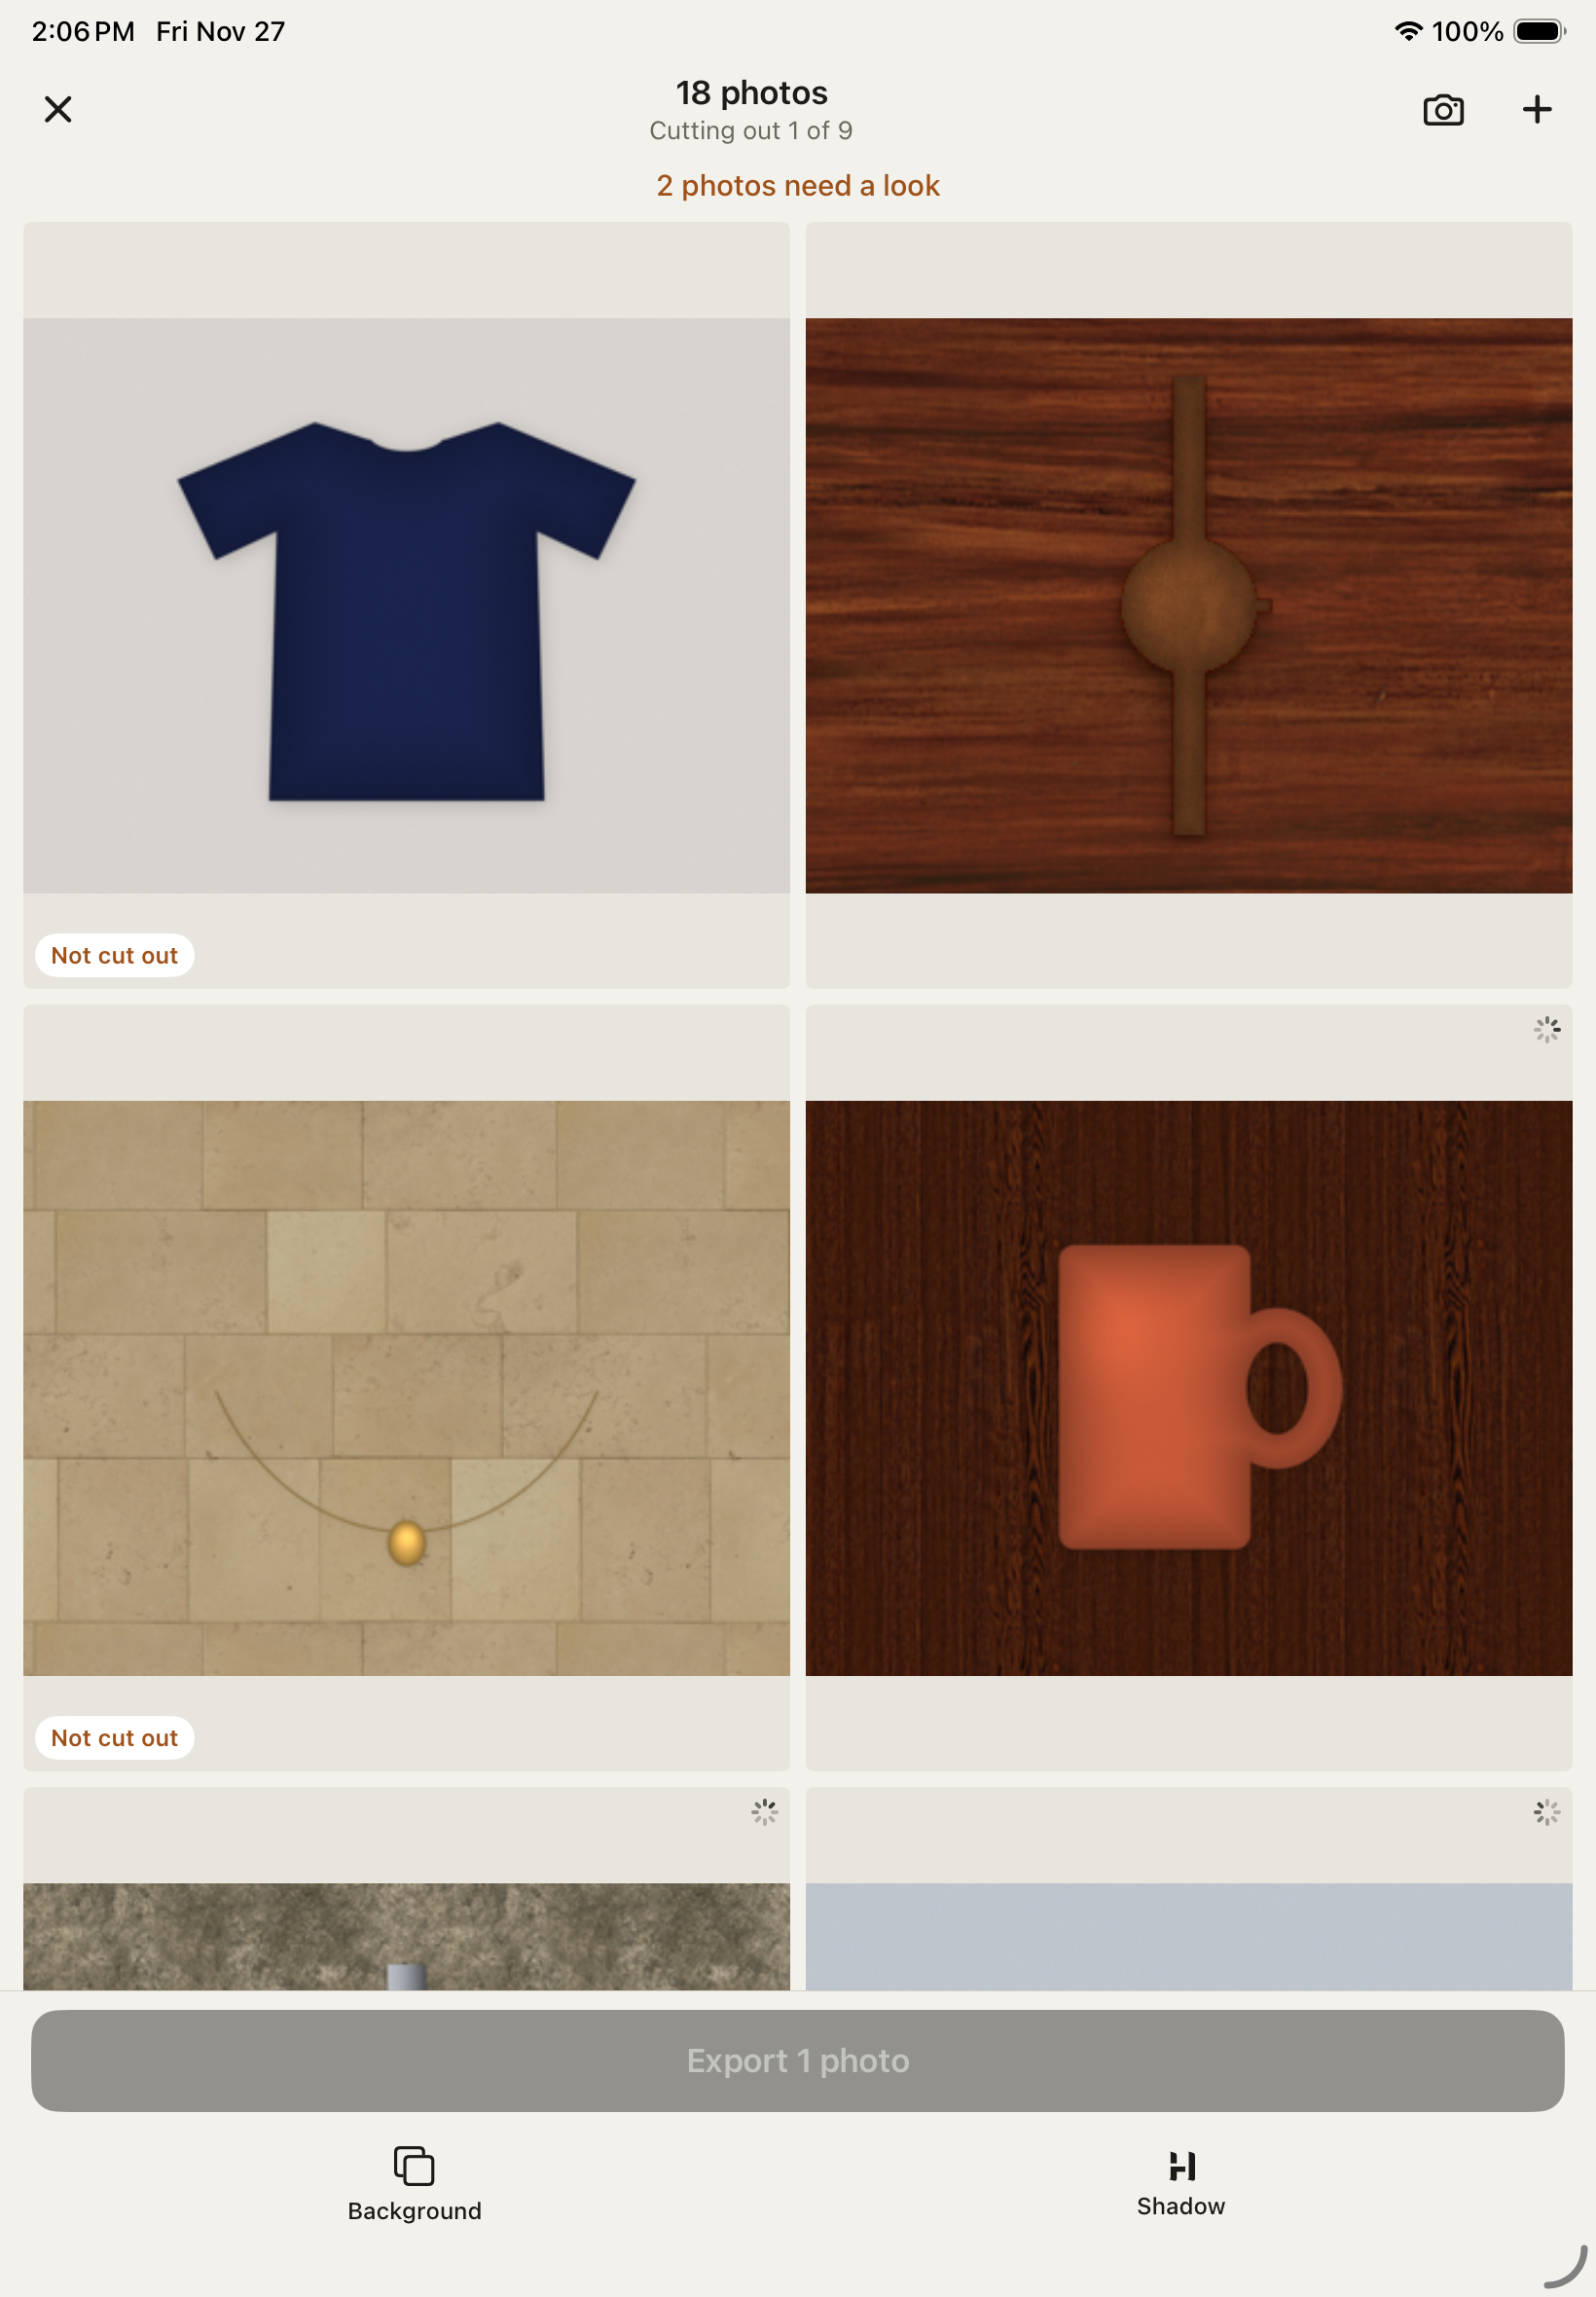 2:06 PM Fri Nov 27
100%
18 photos
Cutting out 1 of 9
2 photos need a look
Not cut out
Not cut out
Export 1 photo
Background
Shadow